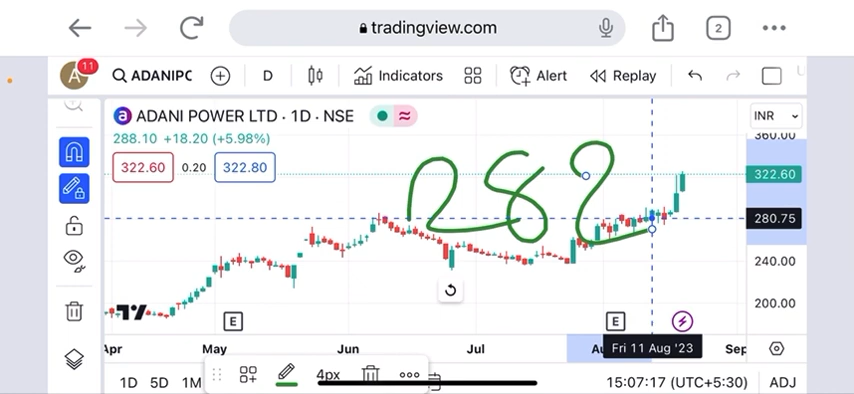 tradingview.com 2
A 11 ADANIPC D Indicators Alert Replay
ADANI POWER LTD · 1D · NSE INR
288.10 +18.20 (+5.98%) 360.00
322.60 0.20 322.80 322.60
282
280.75
240.00
200.00
E E
Apr May Jun Jul Au Fri 11 Aug '23 Sep
4px
1D 5D 1M 15:07:17 (UTC+5:30) ADJ